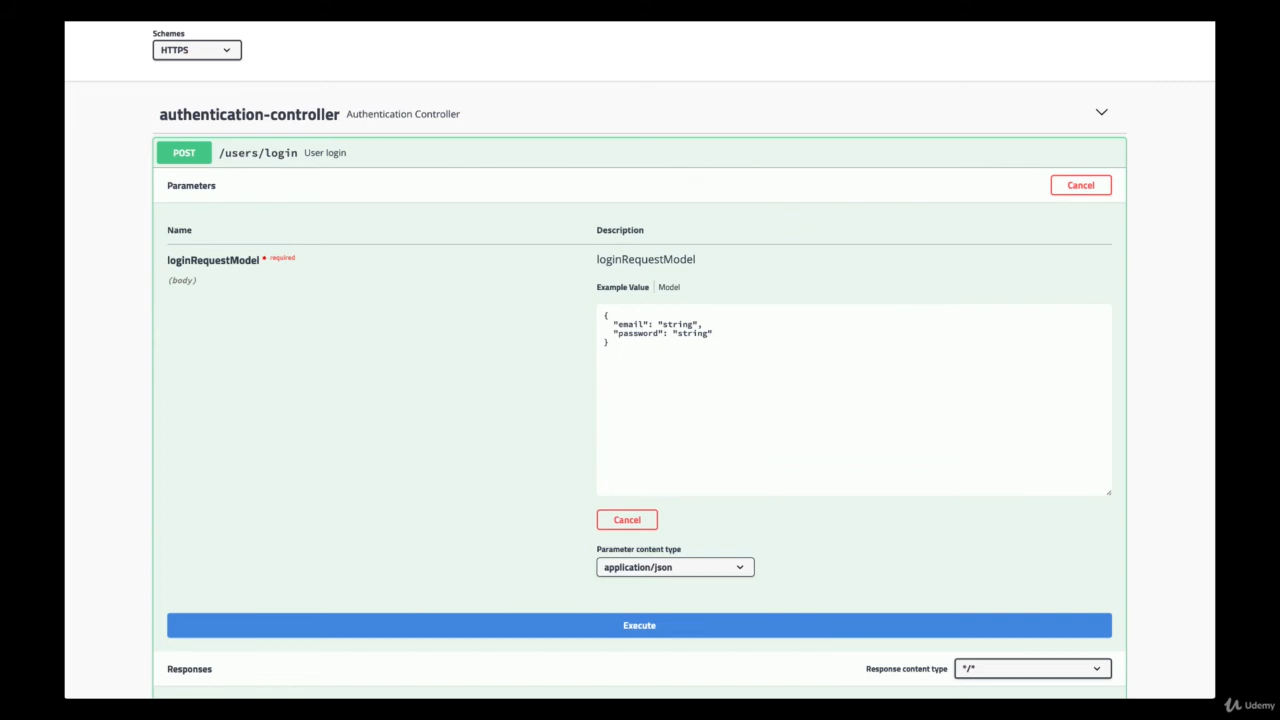 Schemes
HTTPS
authentication-controller Authentication Controller
POST /users/login User login
Parameters Cancel
Name Description
loginRequestModel * required loginRequestModel
(body)
Example Value Model
{
"email": "string",
"password": "string"
}
Cancel
Parameter content type
application/json
Execute
Responses Response content type */*
Udemy